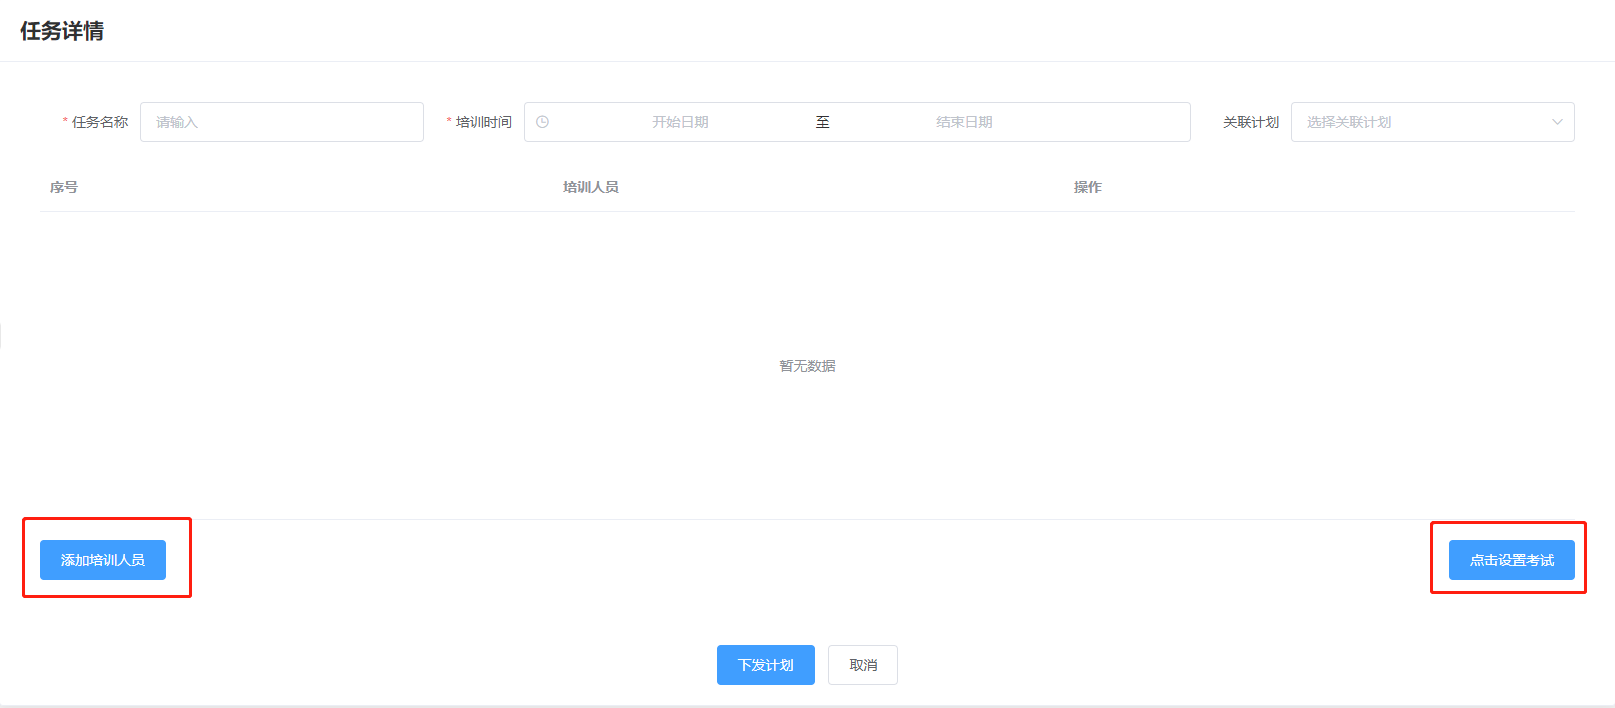 任务详情
* 任务名称 请输入 * 培训时间 开始日期 至 结束日期 关联计划 选择关联计划
序号 培训人员 操作
暂无数据
添加培训人员 点击设置考试
下发计划 取消